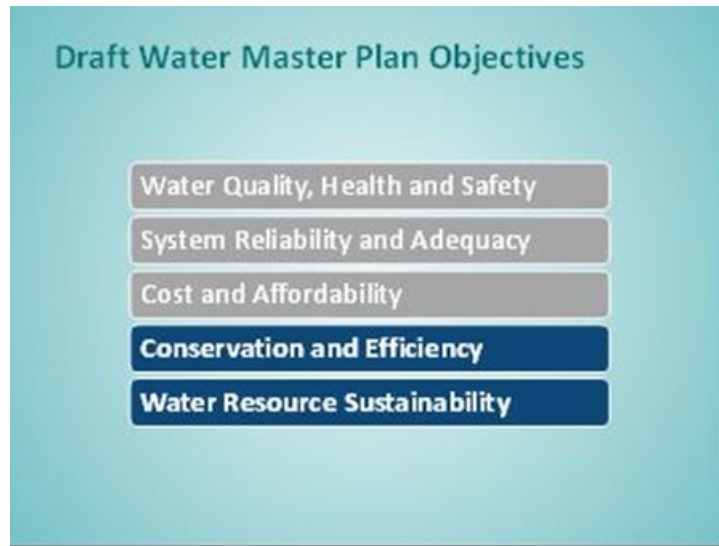 Draft Water Master Plan Objectives
Water Quality, Health and Safety
System Reliability and Adequacy
Cost and Affordability
Conservation and Efficiency
Water Resource Sustainability